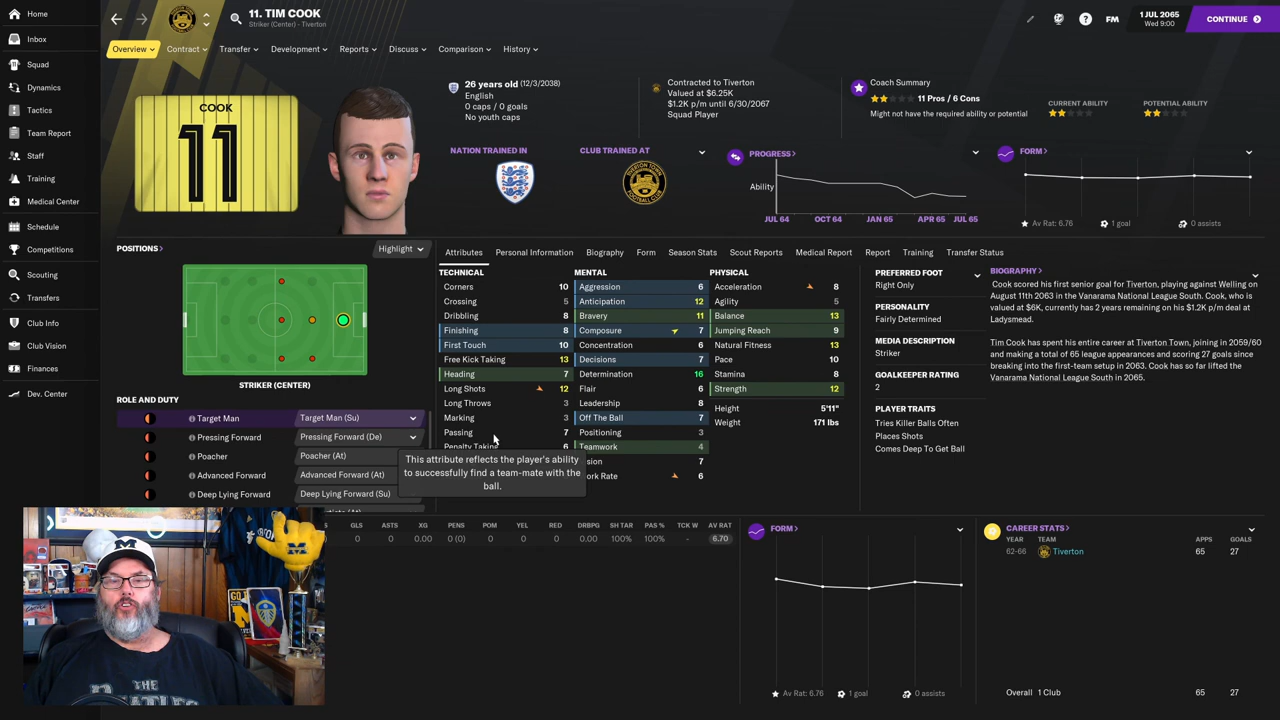 Home
Inbox
Squad
Dynamics
Tactics
Team Report
Staff
Training
Medical Center
Schedule
Competitions
Scouting
Transfers
Club Info
Club Vision
Finances
Dev. Center
11. TIM COOK
Striker (Center) - Tiverton
FM
1 JUL 2065
Wed 9:00
CONTINUE
Overview
Contract
Transfer
Development
Reports
Discuss
Comparison
History
COOK
11
26 years old (12/3/2038)
English
0 caps / 0 goals
No youth caps
Contracted to Tiverton
Valued at $6.25K
$1.2K p/m until 6/30/2067
Squad Player
Coach Summary
11 Pros / 6 Cons
Might not have the required ability or potential
CURRENT ABILITY
POTENTIAL ABILITY
NATION TRAINED IN
CLUB TRAINED AT
PROGRESS
Ability
JUL 64 OCT 64 JAN 65 APR 65 JUL 65
FORM
Av Rat: 6.76 1 goal 0 assists
POSITIONS
Highlight
STRIKER (CENTER)
ROLE AND DUTY
Target Man Target Man (Su)
Pressing Forward Pressing Forward (De)
Poacher Poacher (At)
Advanced Forward Advanced Forward (At)
Deep Lying Forward Deep Lying Forward (Su)
Attributes Personal Information Biography Form Season Stats Scout Reports Medical Report Report Training Transfer Status
TECHNICAL
Corners 10
Crossing 5
Dribbling 8
Finishing 8
First Touch 10
Free Kick Taking 13
Heading 7
Long Shots 12
Long Throws 3
Marking 3
Passing 7
Penalty Taking 6
This attribute reflects the player's ability
to successfully find a team-mate with the
ball.
MENTAL
Aggression 6
Anticipation 12
Bravery 11
Composure 7
Concentration 6
Decisions 7
Determination 16
Flair 6
Leadership 8
Off The Ball 7
Positioning 3
Teamwork 4
sion 7
ork Rate 6
PHYSICAL
Acceleration 8
Agility 5
Balance 13
Jumping Reach 9
Natural Fitness 13
Pace 10
Stamina 8
Strength 12
Height 5'11"
Weight 171 lbs
PREFERRED FOOT
Right Only
PERSONALITY
Fairly Determined
MEDIA DESCRIPTION
Striker
GOALKEEPER RATING
2
PLAYER TRAITS
Tries Killer Balls Often
Places Shots
Comes Deep To Get Ball
BIOGRAPHY
Cook scored his first senior goal for Tiverton, playing against Welling on
August 11th 2063 in the Vanarama National League South. Cook, who is
valued at $6K, currently has 2 years remaining on his $1.2K p/m deal at
Ladysmead.
Tim Cook has spent his entire career at Tiverton Town, joining in 2059/60
and making a total of 65 league appearances and scoring 27 goals since
breaking into the first-team setup in 2063. Cook has so far lifted the
Vanarama National League South in 2065.
GLS ASTS XG PENS POM YEL RED DRBPG SH TAR PAS % TCK W AV RAT
0 0 0.00 0 (0) 0 0 0 0.00 100% 100% - 6.70
FORM
Av Rat: 6.76 1 goal 0 assists
CAREER STATS
YEAR TEAM APPS GOALS
62-66 Tiverton 65 27
Overall 1 Club 65 27
M
THE